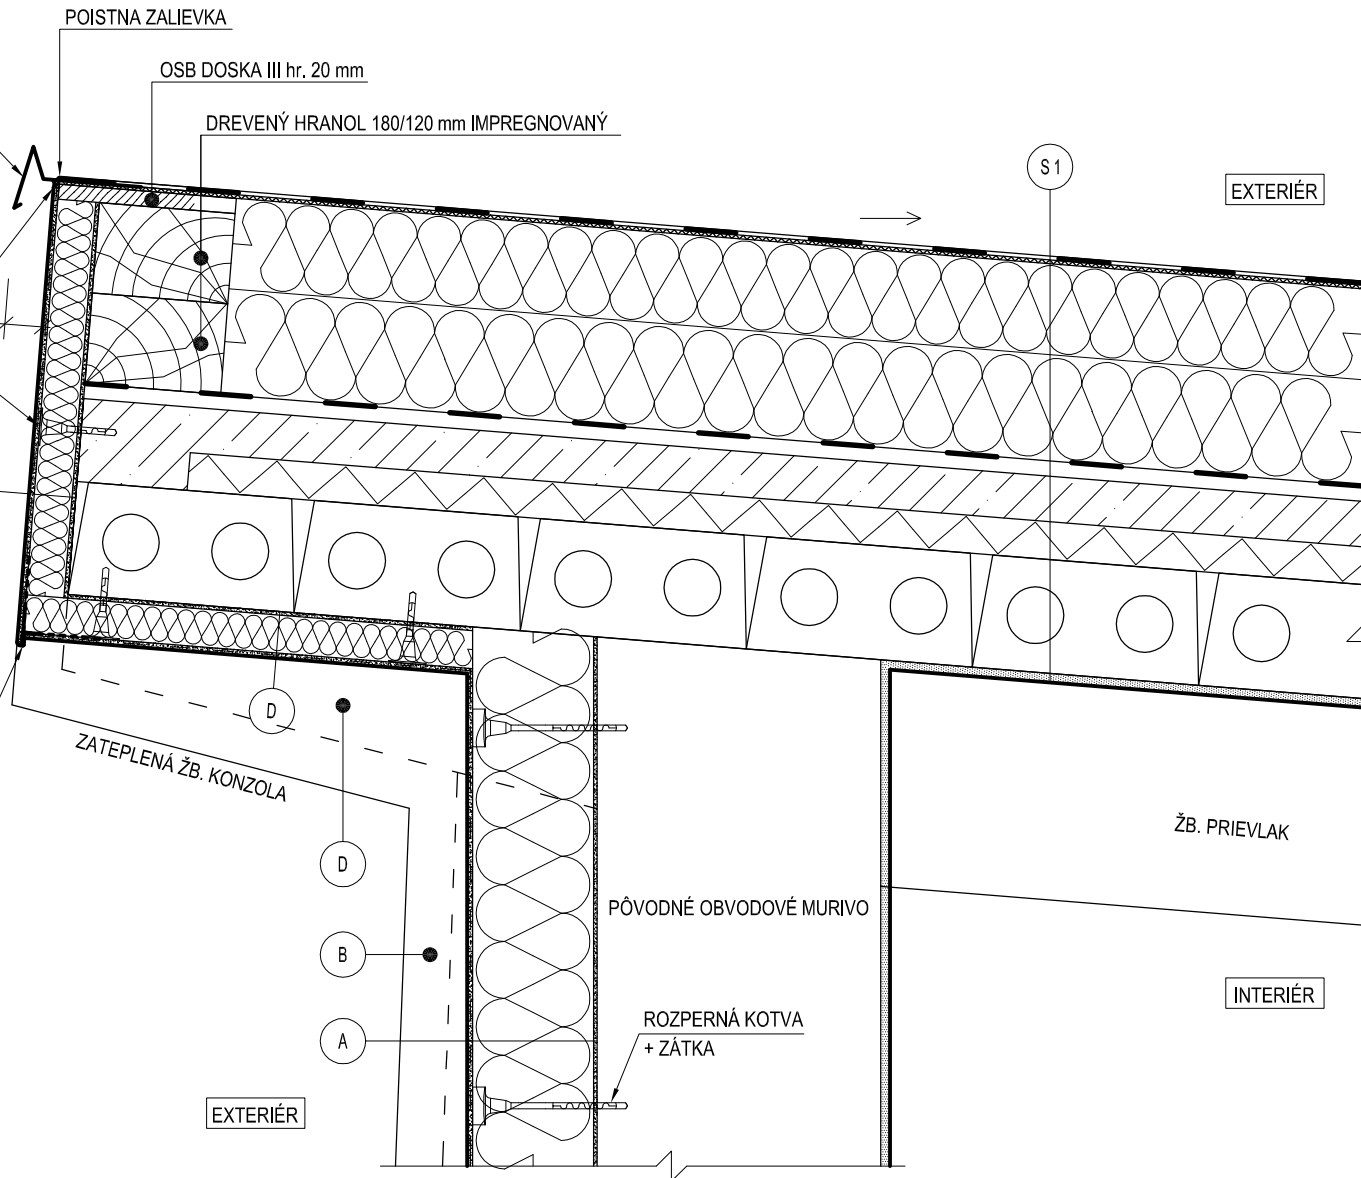 POISTNA ZALIEVKA
OSB DOSKA III hr. 20 mm
DREVENÝ HRANOL 180/120 mm IMPREGNOVANÝ
S 1
EXTERIÉR
D
ZATEPLENÁ ŽB. KONZOLA
ŽB. PRIEVLAK
D
PÔVODNÉ OBVODOVÉ MURIVO
B
INTERIÉR
ROZPERNÁ KOTVA
+ ZÁTKA
A
EXTERIÉR